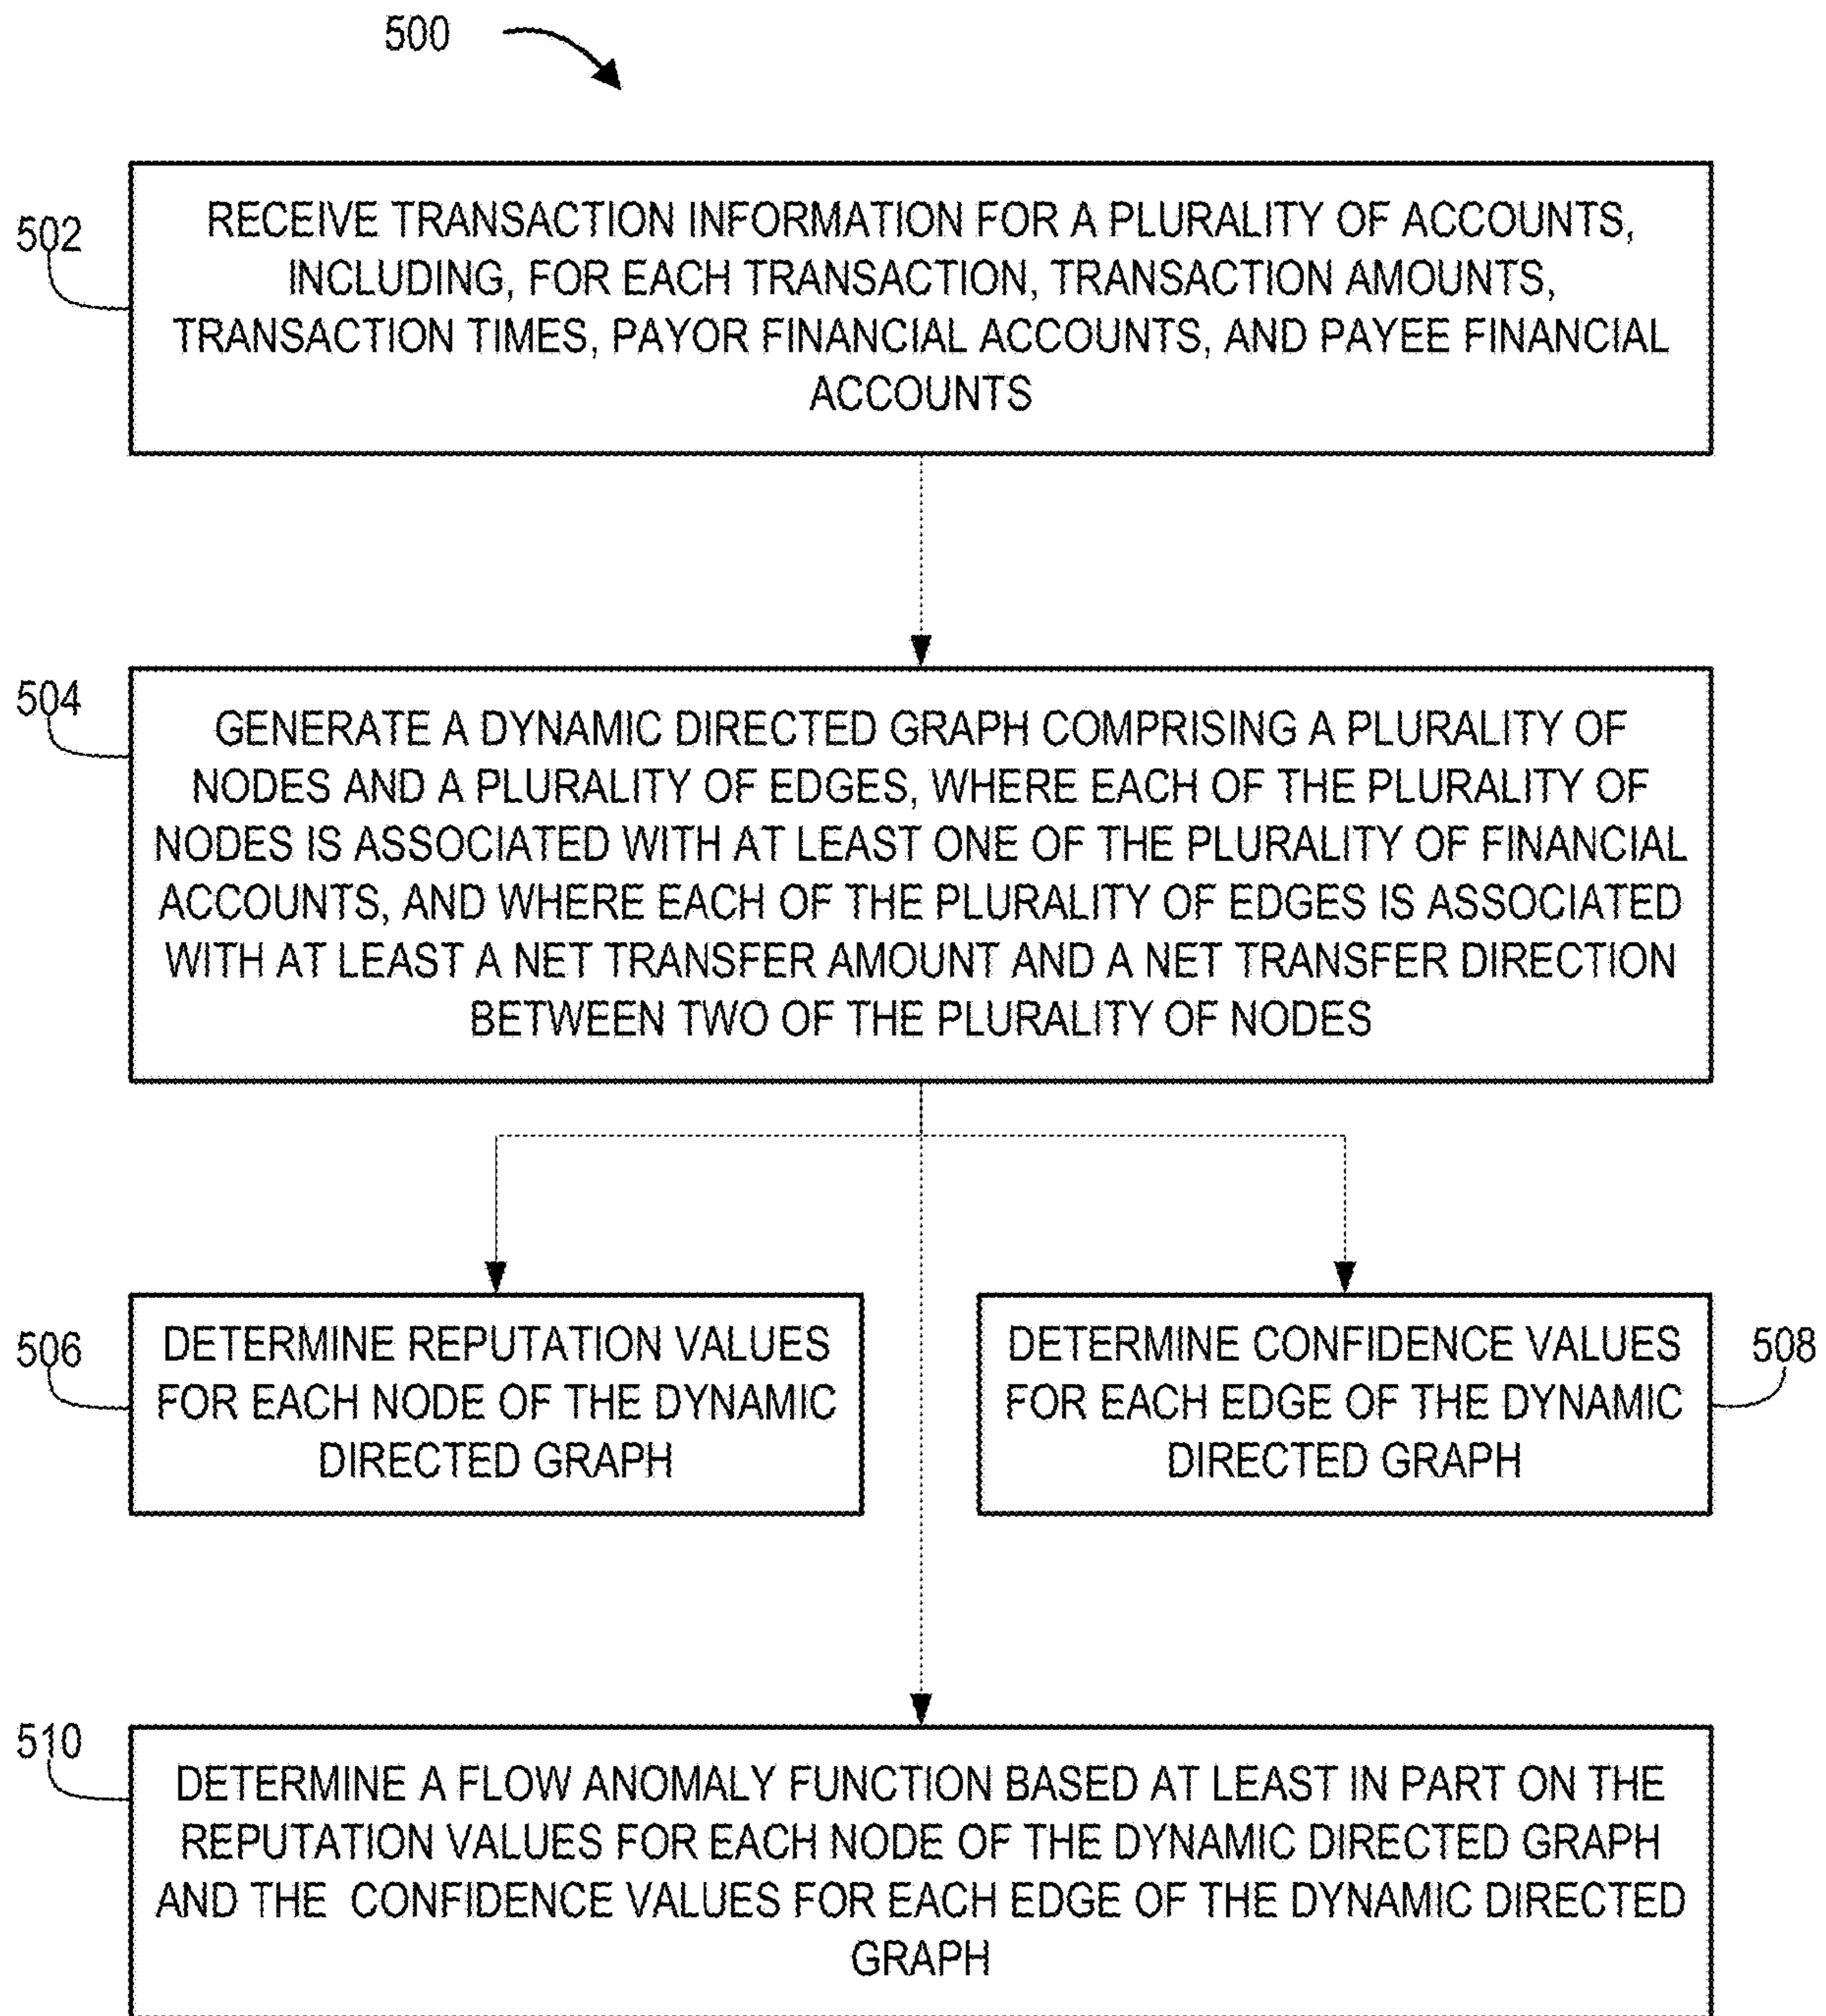 500
502
RECEIVE TRANSACTION INFORMATION FOR A PLURALITY OF ACCOUNTS,
INCLUDING, FOR EACH TRANSACTION, TRANSACTION AMOUNTS,
TRANSACTION TIMES, PAYOR FINANCIAL ACCOUNTS, AND PAYEE FINANCIAL
ACCOUNTS
504
GENERATE A DYNAMIC DIRECTED GRAPH COMPRISING A PLURALITY OF
NODES AND A PLURALITY OF EDGES, WHERE EACH OF THE PLURALITY OF
NODES IS ASSOCIATED WITH AT LEAST ONE OF THE PLURALITY OF FINANCIAL
ACCOUNTS, AND WHERE EACH OF THE PLURALITY OF EDGES IS ASSOCIATED
WITH AT LEAST A NET TRANSFER AMOUNT AND A NET TRANSFER DIRECTION
BETWEEN TWO OF THE PLURALITY OF NODES
506
DETERMINE REPUTATION VALUES
FOR EACH NODE OF THE DYNAMIC
DIRECTED GRAPH
DETERMINE CONFIDENCE VALUES
FOR EACH EDGE OF THE DYNAMIC
DIRECTED GRAPH
508
510
DETERMINE A FLOW ANOMALY FUNCTION BASED AT LEAST IN PART ON THE
REPUTATION VALUES FOR EACH NODE OF THE DYNAMIC DIRECTED GRAPH
AND THE CONFIDENCE VALUES FOR EACH EDGE OF THE DYNAMIC DIRECTED
GRAPH